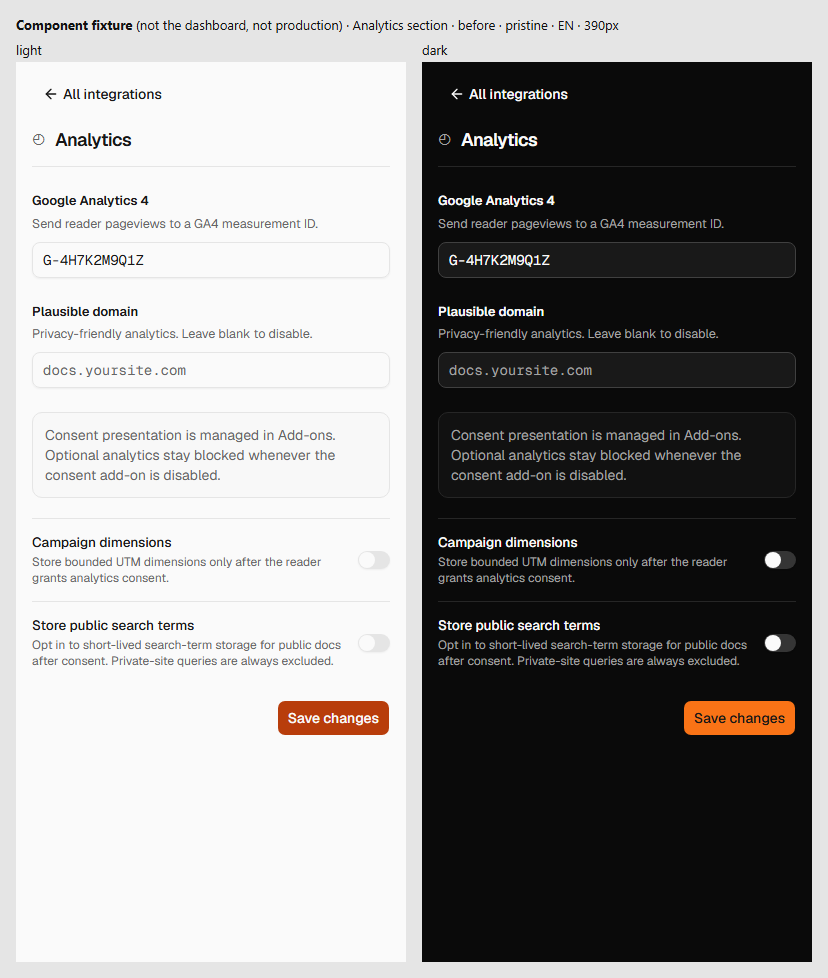 Component fixture (not the dashboard, not production) · Analytics section · before · pristine · EN · 390px
light
← All integrations
Analytics
Google Analytics 4
Send reader pageviews to a GA4 measurement ID.
G-4H7K2M9Q1Z
Plausible domain
Privacy-friendly analytics. Leave blank to disable.
docs.yoursite.com
Consent presentation is managed in Add-ons.
Optional analytics stay blocked whenever the
consent add-on is disabled.
Campaign dimensions
Store bounded UTM dimensions only after the reader
grants analytics consent.
Store public search terms
Opt in to short-lived search-term storage for public docs
after consent. Private-site queries are always excluded.
Save changes
dark
← All integrations
Analytics
Google Analytics 4
Send reader pageviews to a GA4 measurement ID.
G-4H7K2M9Q1Z
Plausible domain
Privacy-friendly analytics. Leave blank to disable.
docs.yoursite.com
Consent presentation is managed in Add-ons.
Optional analytics stay blocked whenever the
consent add-on is disabled.
Campaign dimensions
Store bounded UTM dimensions only after the reader
grants analytics consent.
Store public search terms
Opt in to short-lived search-term storage for public docs
after consent. Private-site queries are always excluded.
Save changes